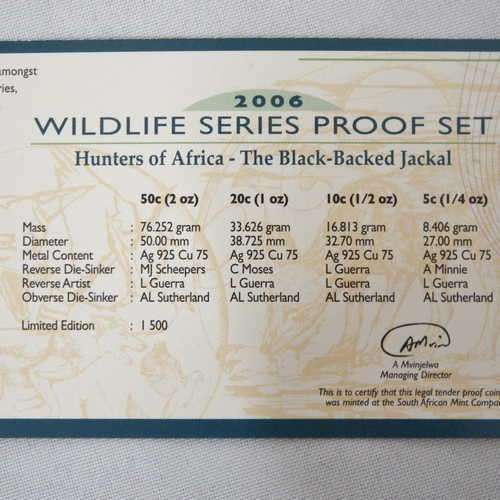 amongst
ries,
2006
WILDLIFE SERIES PROOF SET
Hunters of Africa - The Black-Backed Jackal
50c (2 oz) 20c (1 oz) 10c (1/2 oz) 5c (1/4 oz)
Mass : 76.252 gram 33.626 gram : 16.813 gram : 8.406 gram
Diameter : 50.00 mm : 38.725 mm : 32.70 mm : 27.00 mm
Metal Content : Ag 925 Cu 75 : Ag 925 Cu 75 : Ag 925 Cu 75 : Ag 925 Cu 75
Reverse Die-Sinker : MJ Scheepers : C Moses : L Guerra : A Minnie
Reverse Artist : L Guerra : L Guerra : L Guerra : L Guerra
Obverse Die-Sinker : AL Sutherland : AL Sutherland : AL Sutherland : AL Sutherland
Limited Edition : 1 500
A Mvinjelwa
Managing Director
This is to certify that this legal tender proof coin
was minted at the South African Mint Compa